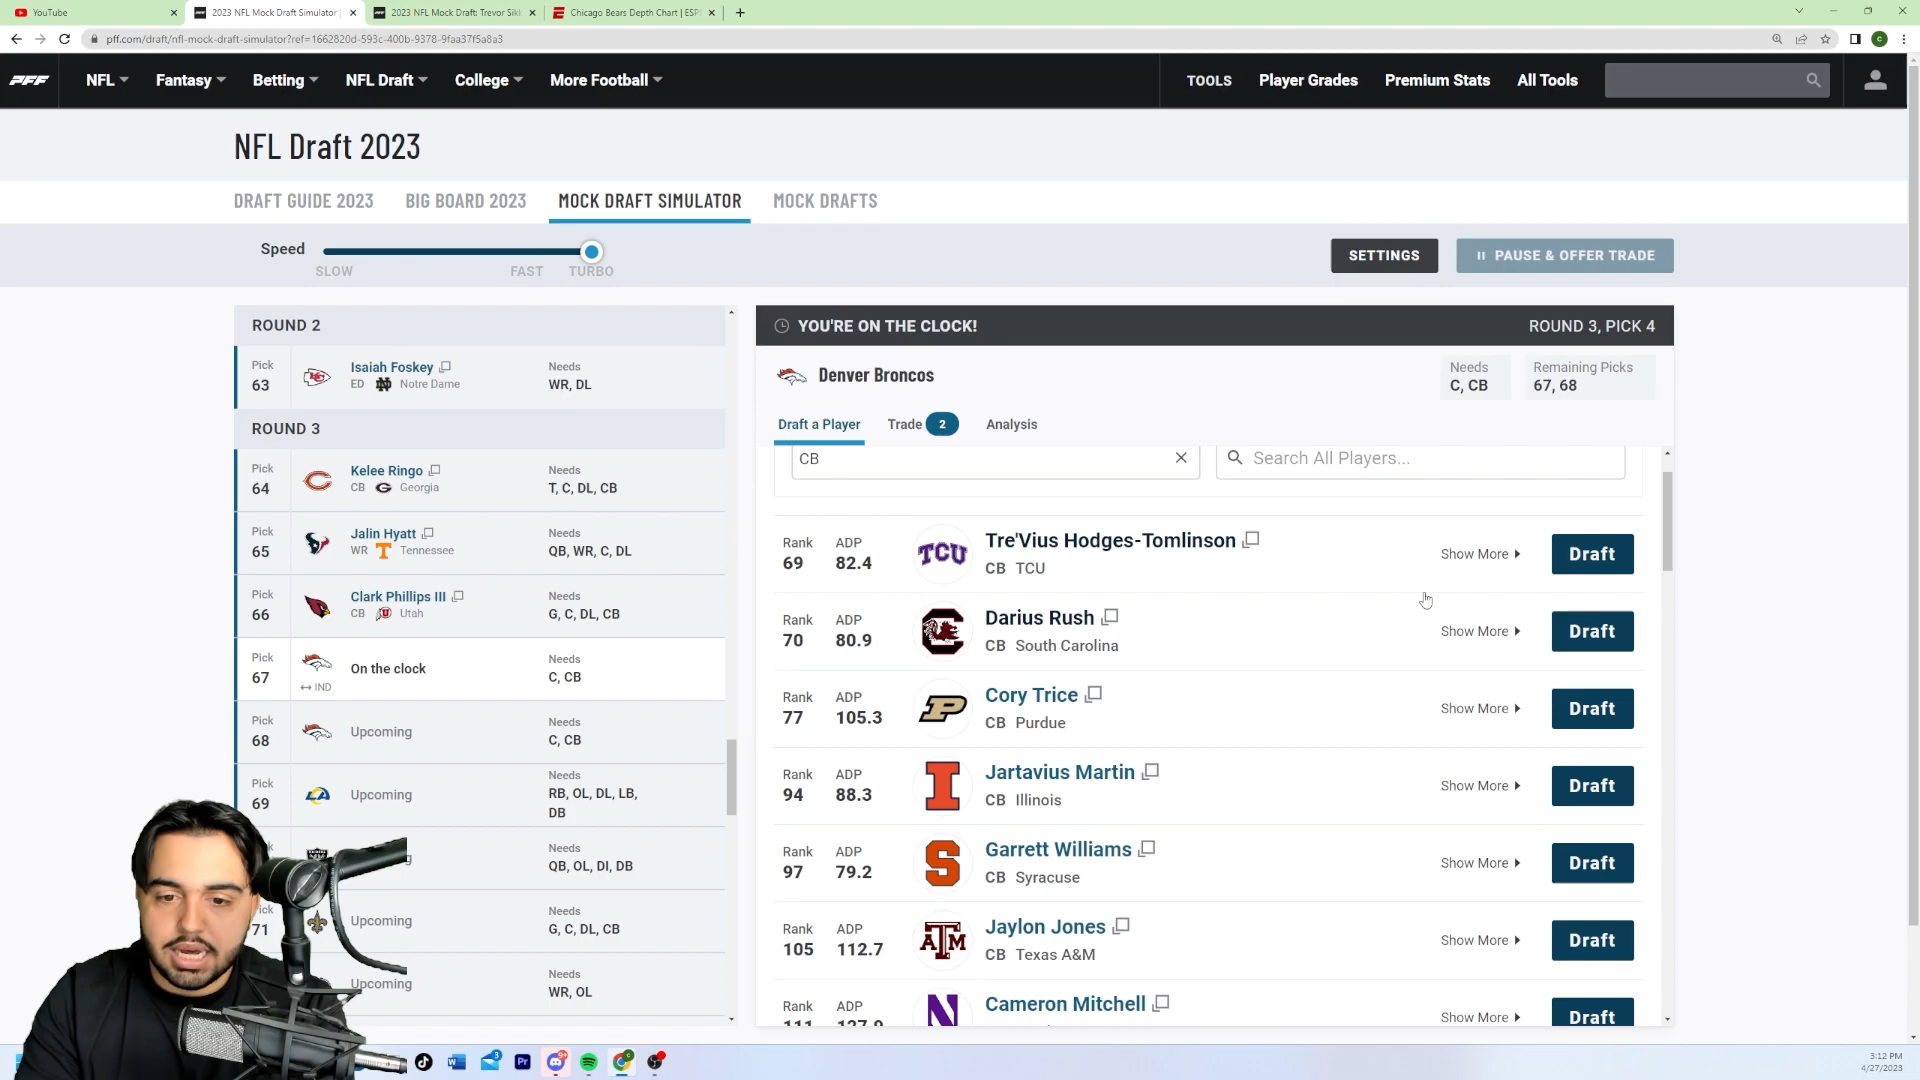 YouTube
2023 NFL Mock Draft Simulator
2023 NFL Mock Draft: Trevor Sik
Chicago Bears Depth Chart | ESP
pff.com/draft/nfl-mock-draft-simulator?ref=1662820d-593c-400b-9378-9faa37f5a8a3
PFF
NFL
Fantasy
Betting
NFL Draft
College
More Football
TOOLS
Player Grades
Premium Stats
All Tools
NFL Draft 2023
DRAFT GUIDE 2023
BIG BOARD 2023
MOCK DRAFT SIMULATOR
MOCK DRAFTS
Speed
SLOW
FAST
TURBO
SETTINGS
PAUSE & OFFER TRADE
ROUND 2
Pick
63
Isaiah Foskey
ED Notre Dame
Needs
WR, DL
ROUND 3
Pick
64
Kelee Ringo
CB Georgia
Needs
T, C, DL, CB
Pick
65
Jalin Hyatt
WR Tennessee
Needs
QB, WR, C, DL
Pick
66
Clark Phillips III
CB Utah
Needs
G, C, DL, CB
Pick
67
IND
On the clock
Needs
C, CB
Pick
68
Upcoming
Needs
C, CB
Pick
69
Upcoming
Needs
RB, OL, DL, LB,
DB
Needs
QB, OL, DI, DB
71
Upcoming
Needs
G, C, DL, CB
Upcoming
Needs
WR, OL
YOU'RE ON THE CLOCK!
ROUND 3, PICK 4
Denver Broncos
Needs
C, CB
Remaining Picks
67, 68
Draft a Player
Trade 2
Analysis
CB
Search All Players...
Rank
69
ADP
82.4
TCU
Tre'Vius Hodges-Tomlinson
CB TCU
Show More
Draft
Rank
70
ADP
80.9
Darius Rush
CB South Carolina
Show More
Draft
Rank
77
ADP
105.3
Cory Trice
CB Purdue
Show More
Draft
Rank
94
ADP
88.3
Jartavius Martin
CB Illinois
Show More
Draft
Rank
97
ADP
79.2
Garrett Williams
CB Syracuse
Show More
Draft
Rank
105
ADP
112.7
Jaylon Jones
CB Texas A&M
Show More
Draft
Rank
ADP
Cameron Mitchell
Show More
Draft
3:12 PM
4/27/2023